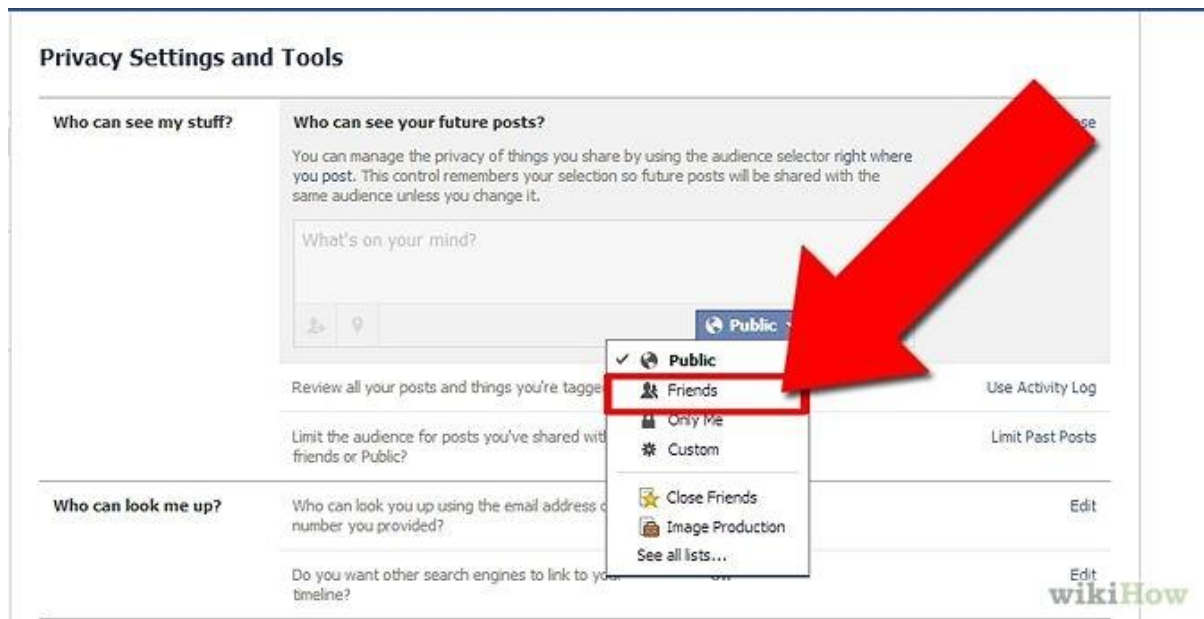 Privacy Settings and Tools
Who can see my stuff?
Who can see your future posts?
You can manage the privacy of things you share by using the audience selector right where
you post. This control remembers your selection so future posts will be shared with the
same audience unless you change it.
What's on your mind?
Public
Public
Friends
Only Me
Custom
Close Friends
Image Production
See all lists...
Review all your posts and things you're
Use Activity Log
Limit the audience for posts you've shared
friends or Public?
Limit Past Posts
Who can look me up?
Who can look you up using the email address
number you provided?
Edit
Do you want other search engines to link to
timeline?
Edit
wikiHow